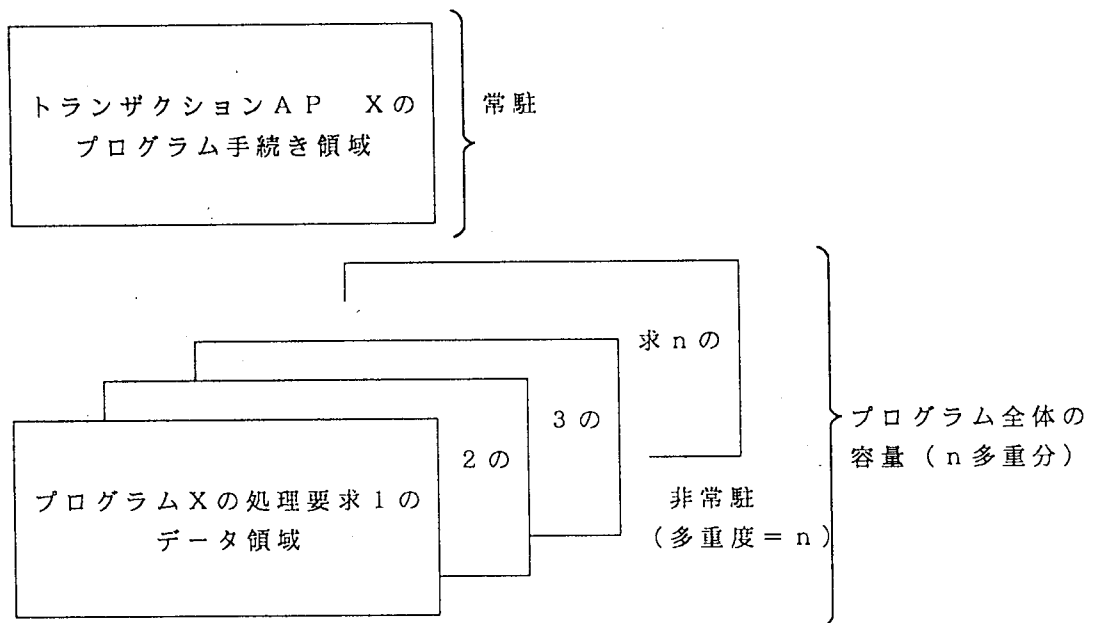 トランザクションAP Xの
プログラム手続き領域
常駐
求nの
3の
2の
プログラムXの処理要求1の
データ領域
非常駐
(多重度=n)
プログラム全体の
容量(n多重分)